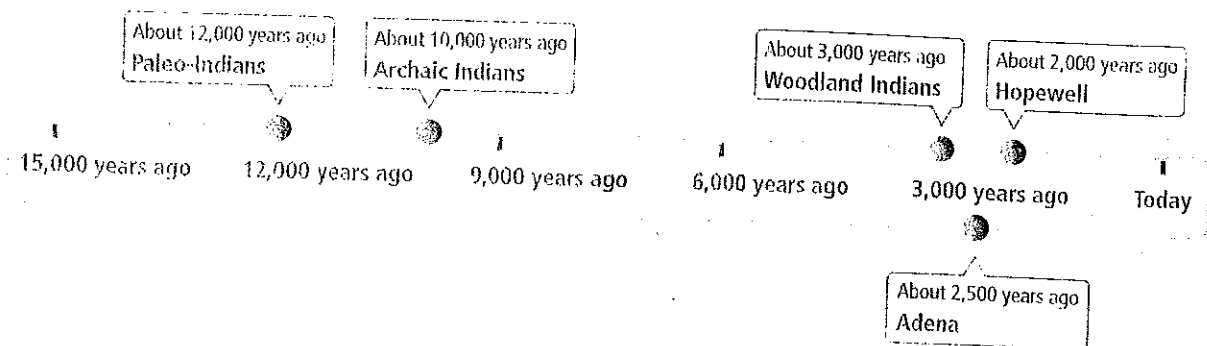 About 12,000 years ago
Paleo-Indians
About 10,000 years ago
Archaic Indians
About 3,000 years ago
Woodland Indians
About 2,000 years ago
Hopewell
15,000 years ago
12,000 years ago
9,000 years ago
6,000 years ago
3,000 years ago
Today
About 2,500 years ago
Adena